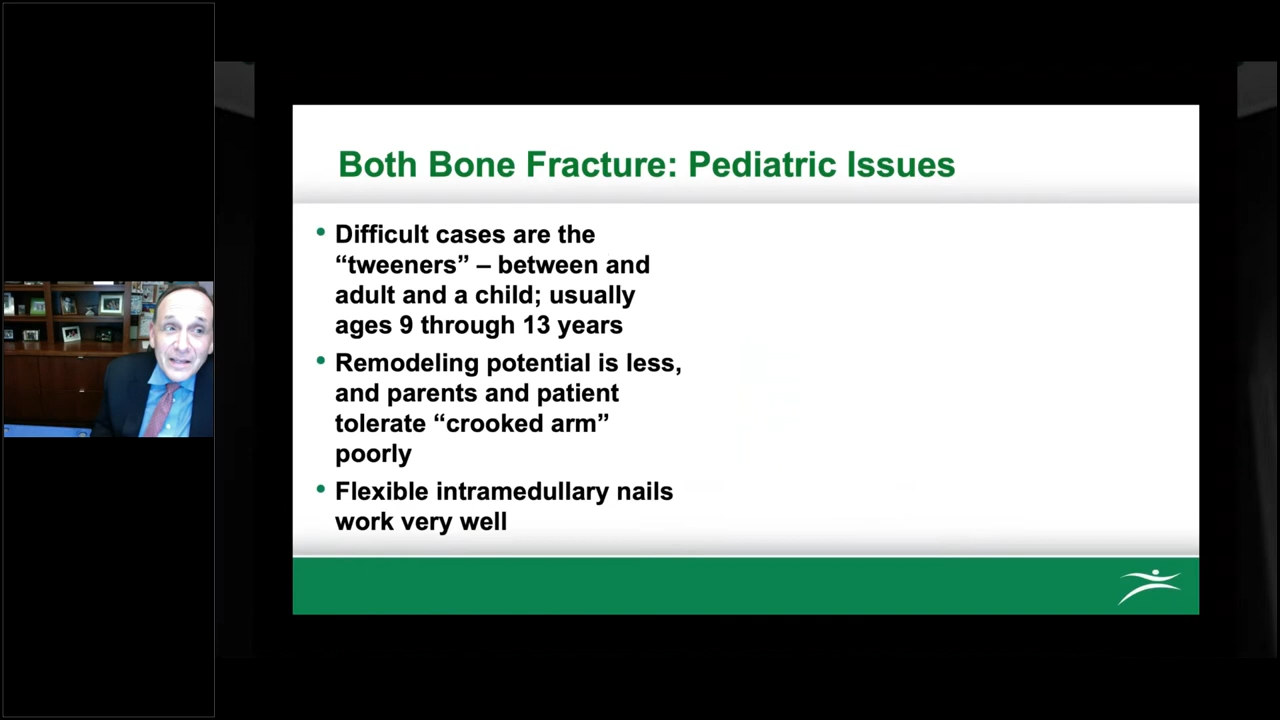 Both Bone Fracture: Pediatric Issues
• Difficult cases are the
“tweeners” – between and
adult and a child; usually
ages 9 through 13 years
• Remodeling potential is less,
and parents and patient
tolerate “crooked arm”
poorly
• Flexible intramedullary nails
work very well